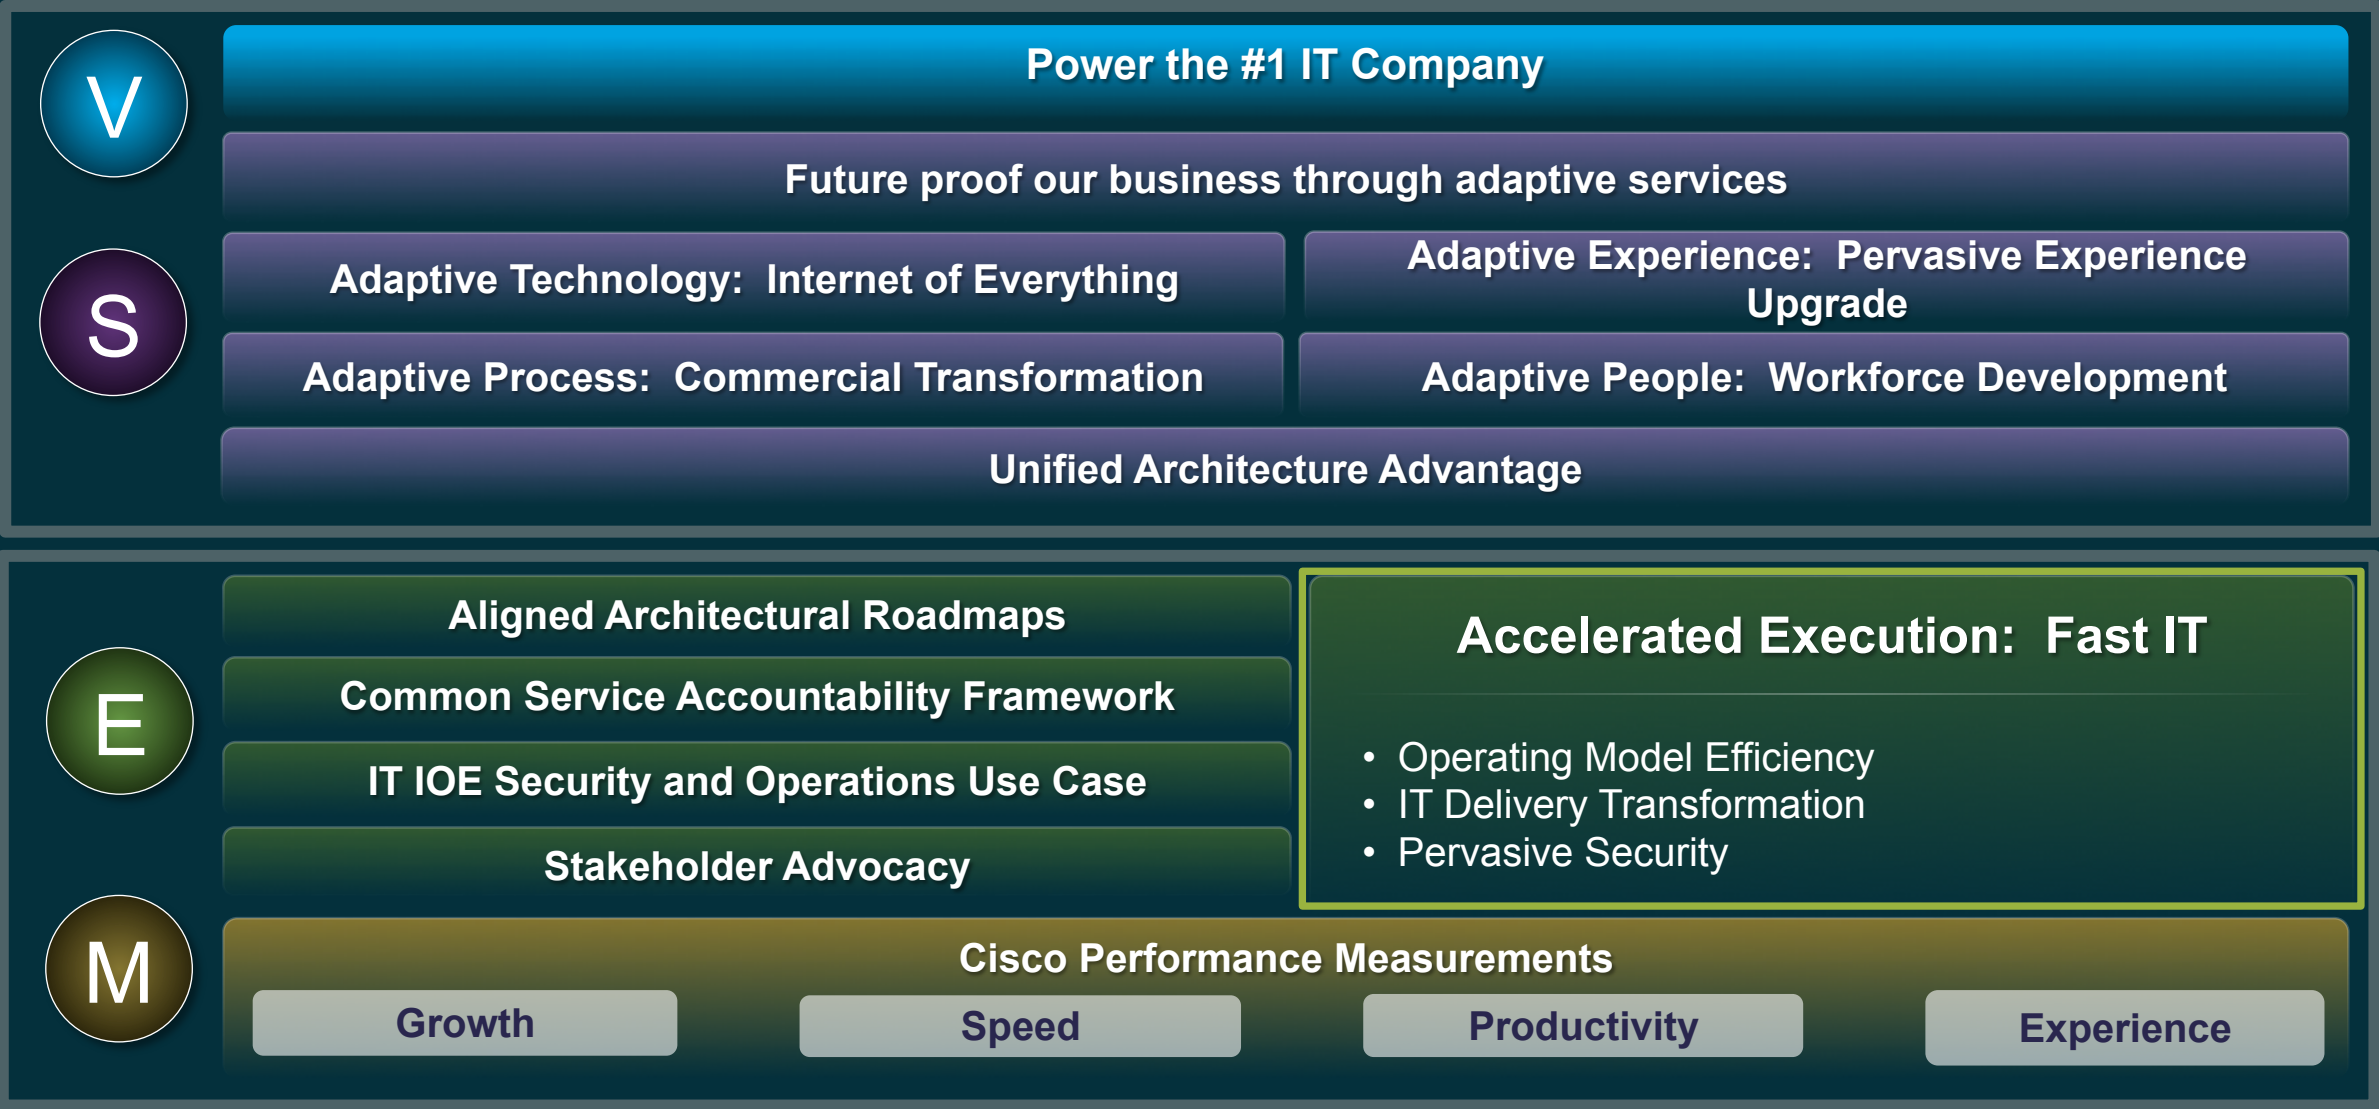 V
Power the #1 IT Company
Future proof our business through adaptive services
S
Adaptive Technology: Internet of Everything
Adaptive Experience: Pervasive Experience
Upgrade
Adaptive Process: Commercial Transformation
Adaptive People: Workforce Development
Unified Architecture Advantage
E
Aligned Architectural Roadmaps
Common Service Accountability Framework
IT IOE Security and Operations Use Case
Stakeholder Advocacy
Accelerated Execution: Fast IT
• Operating Model Efficiency
• IT Delivery Transformation
• Pervasive Security
M
Cisco Performance Measurements
Growth
Speed
Productivity
Experience